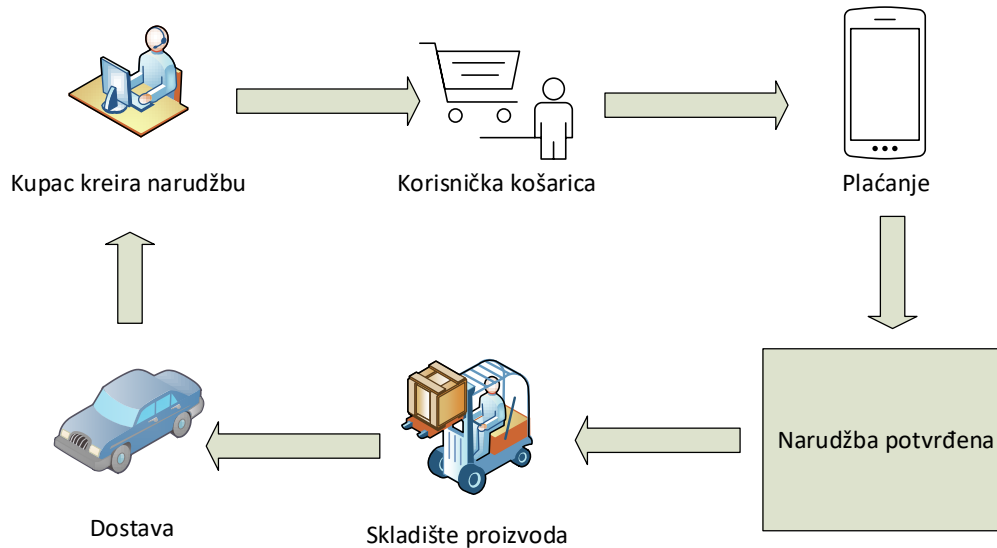 Kupac kreira narudžbu
Korisnička košarica
Plaćanje
Narudžba potvrđena
Skladište proizvoda
Dostava